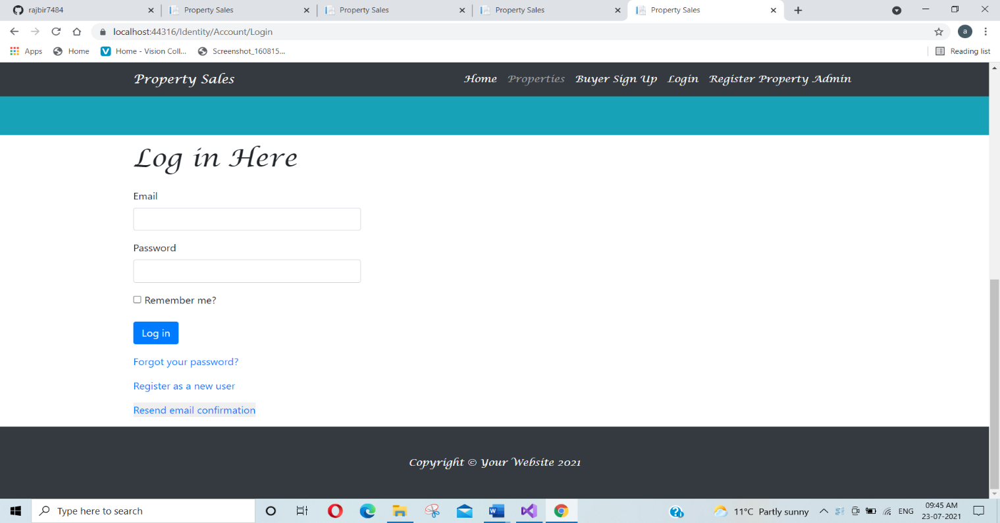 rajbir7484 Property Sales Property Sales Property Sales Property Sales
localhost:44316/Identity/Account/Login a
Apps Home Home - Vision Coll... Screenshot_160815... Reading list
Property Sales Home Properties Buyer Sign Up Login Register Property Admin
Log in Here
Email
Password
Remember me?
Log in
Forgot your password?
Register as a new user
Resend email confirmation
Copyright © Your Website 2021
Type here to search 11°C Partly sunny ENG 09:45 AM
23-07-2021